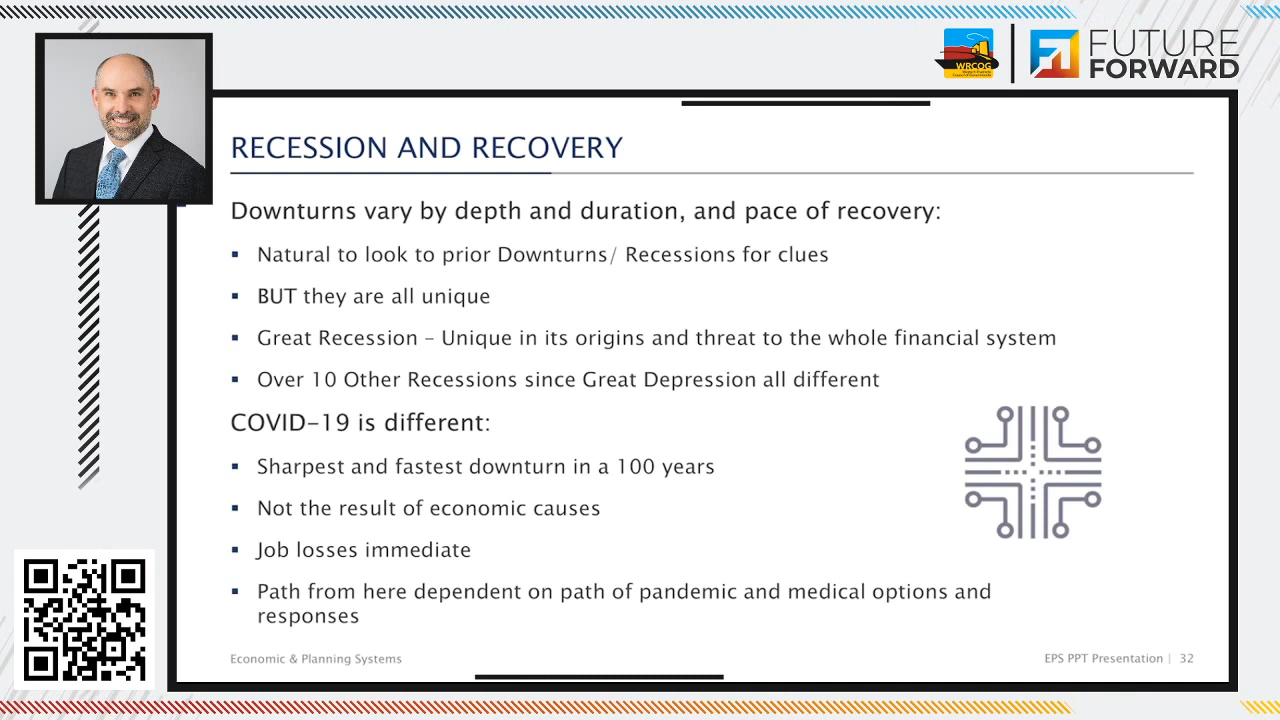 WRCOG
FUTURE
FORWARD
RECESSION AND RECOVERY
Downturns vary by depth and duration, and pace of recovery:
▪ Natural to look to prior Downturns/ Recessions for clues
▪ BUT they are all unique
▪ Great Recession – Unique in its origins and threat to the whole financial system
▪ Over 10 Other Recessions since Great Depression all different
COVID-19 is different:
▪ Sharpest and fastest downturn in a 100 years
▪ Not the result of economic causes
▪ Job losses immediate
▪ Path from here dependent on path of pandemic and medical options and
responses
Economic & Planning Systems
EPS PPT Presentation | 32